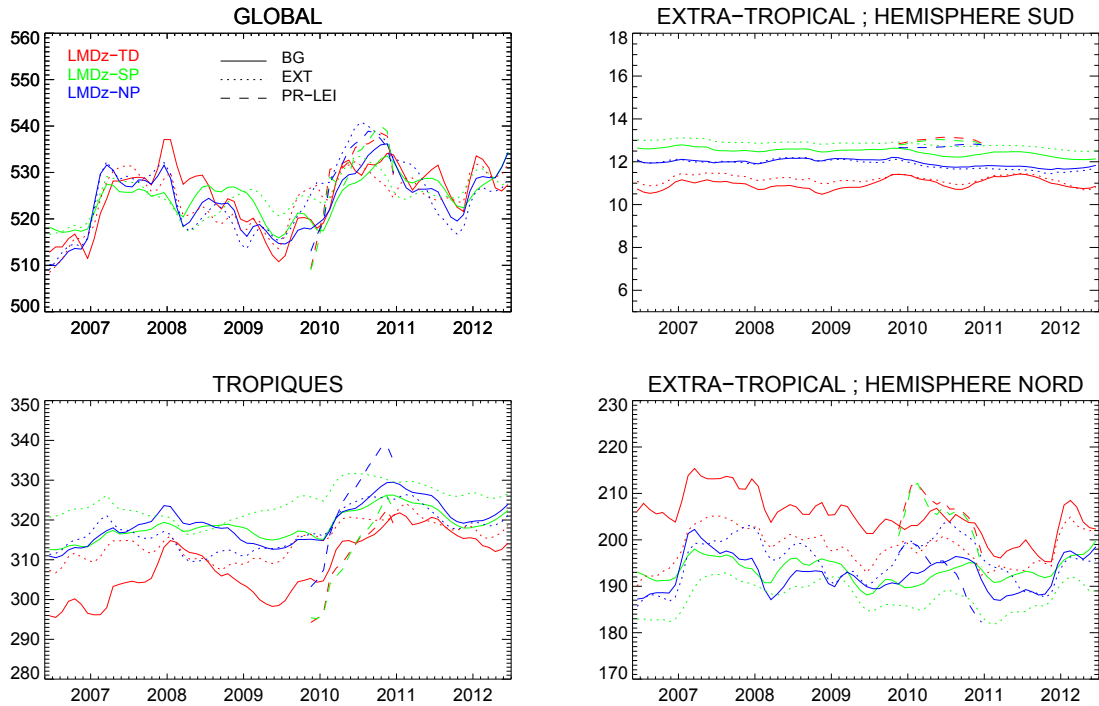 GLOBAL
560
550
540
530
520
510
500
LMDz−TD
LMDz−SP
LMDz−NP
BG
EXT
PR−LEI
2007 2008 2009 2010 2011 2012
EXTRA−TROPICAL ; HEMISPHERE SUD
18
16
14
12
10
8
6
2007 2008 2009 2010 2011 2012
TROPIQUES
350
340
330
320
310
300
290
280
2007 2008 2009 2010 2011 2012
EXTRA−TROPICAL ; HEMISPHERE NORD
230
220
210
200
190
180
170
2007 2008 2009 2010 2011 2012